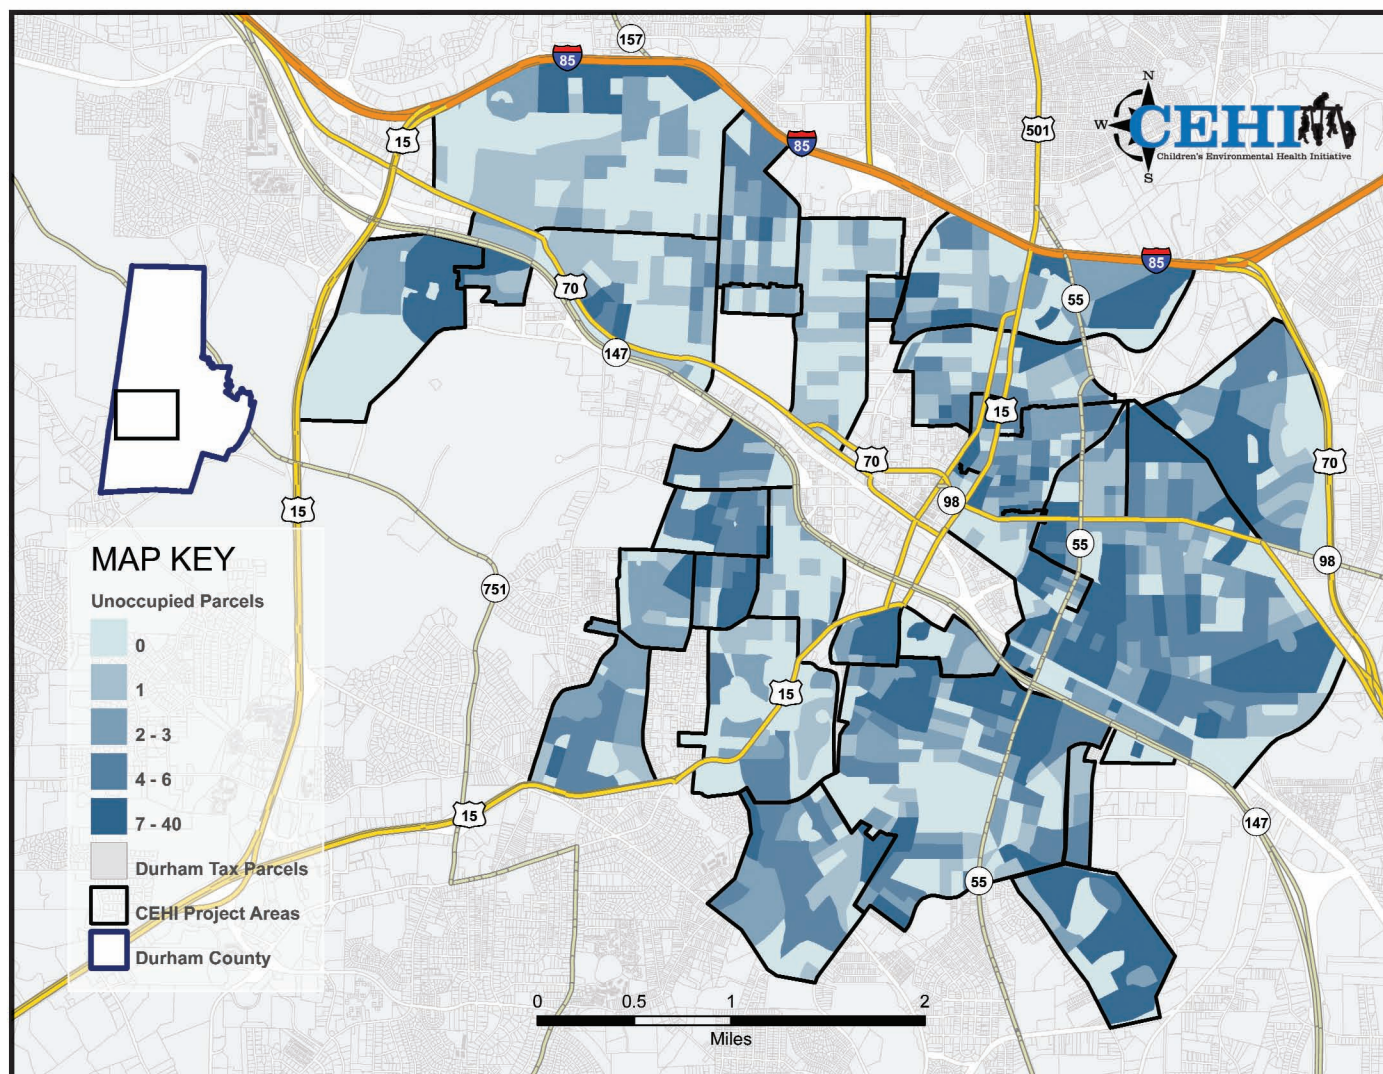 157
85
15
501
N
W
S
CEHI
Children's Environmental Health Initiative
85
85
55
70
147
15
70
70
98
15
55
98
751
MAP KEY
Unoccupied Parcels
0
1
2 - 3
4 - 6
7 - 40
Durham Tax Parcels
CEHI Project Areas
Durham County
15
15
147
55
0 0.5 1 2
Miles